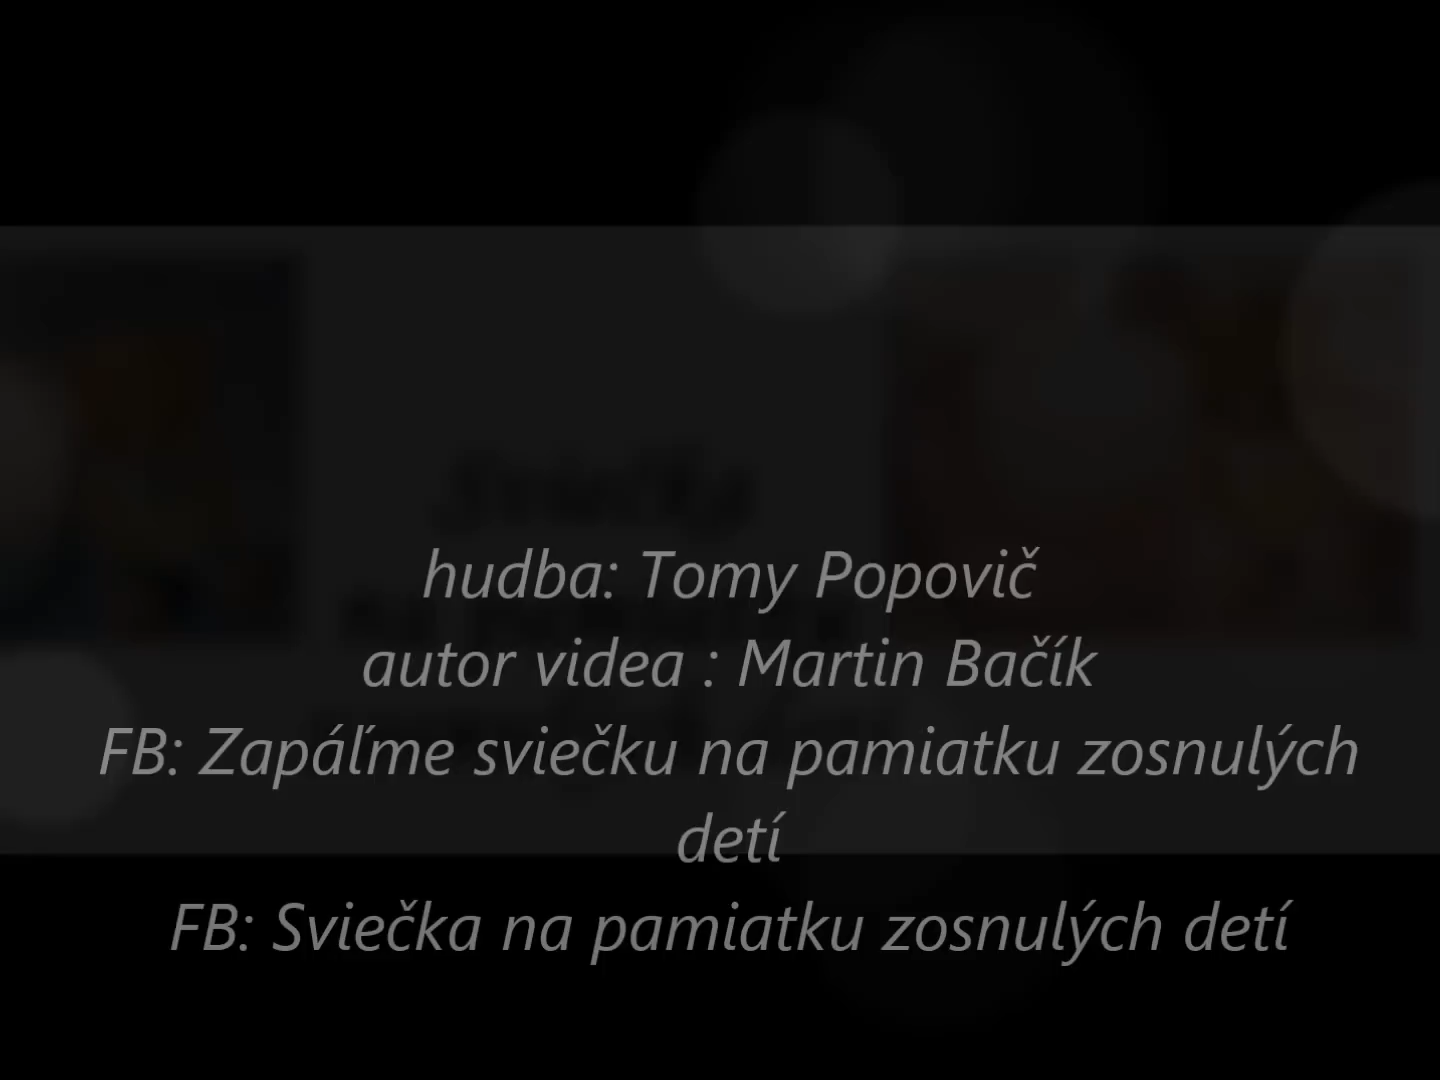 hudba: Tomy Popovič
autor videa : Martin Bačík
FB: Zapáľme sviečku na pamiatku zosnulých
detí
FB: Sviečka na pamiatku zosnulých detí